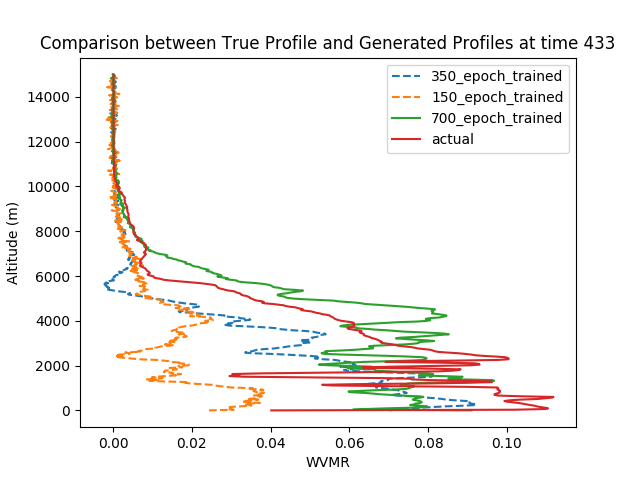 Comparison between True Profile and Generated Profiles at time 433
350_epoch_trained
150_epoch_trained
700_epoch_trained
actual
Altitude (m)
14000
12000
10000
8000
6000
4000
2000
0
0.00 0.02 0.04 0.06 0.08 0.10
WVMR